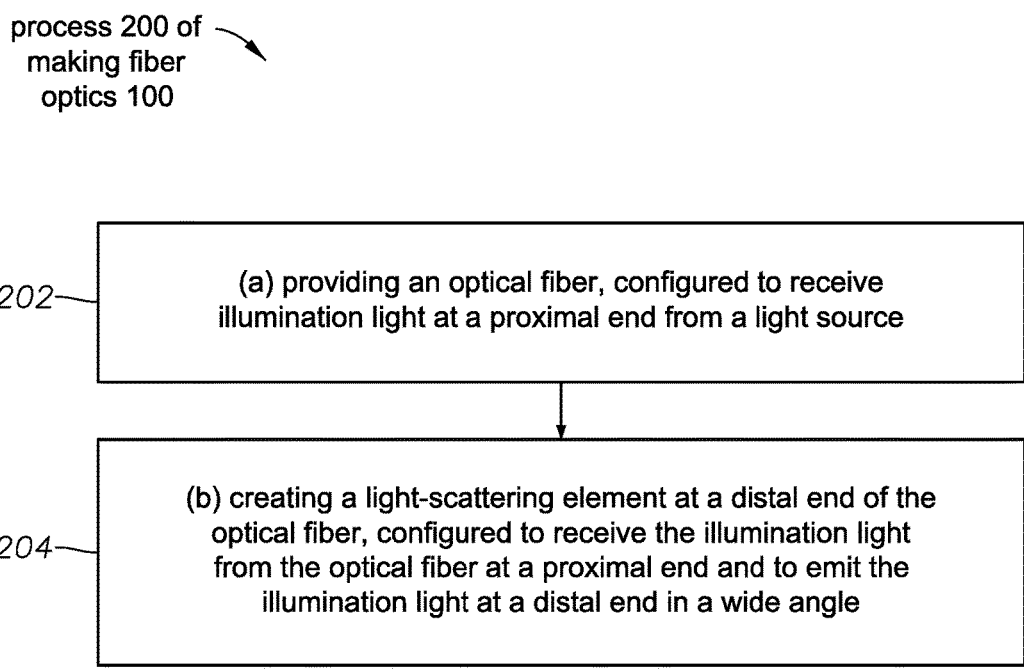 process 200 of
making fiber
optics 100
202
(a) providing an optical fiber, configured to receive
illumination light at a proximal end from a light source
204
(b) creating a light-scattering element at a distal end of the
optical fiber, configured to receive the illumination light
from the optical fiber at a proximal end and to emit the
illumination light at a distal end in a wide angle